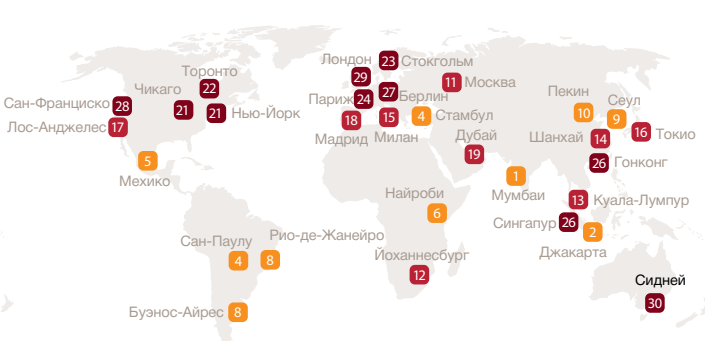 Лондон
23 Стокгольм
Торонто
29
Москва
11
Чикаго
22
Париж 24
27 Берлин
Пекин
Сан-Франциско 28
21
21 Нью-Йорк
18
15
4 Стамбул
10
Сеул
9
Лос-Анджелес 17
Мадрид
Милан
Дубай
Шанхай 14
16 Токио
5
19
26 Гонконг
Мехико
1
Мумбаи
13 Куала-Лумпур
Найроби
6
Сингапур 26
2
Сан-Паулу
Рио-де-Жанейро
Джакарта
4
8
Йоханнесбург
12
Сидней
30
Буэнос-Айрес 8